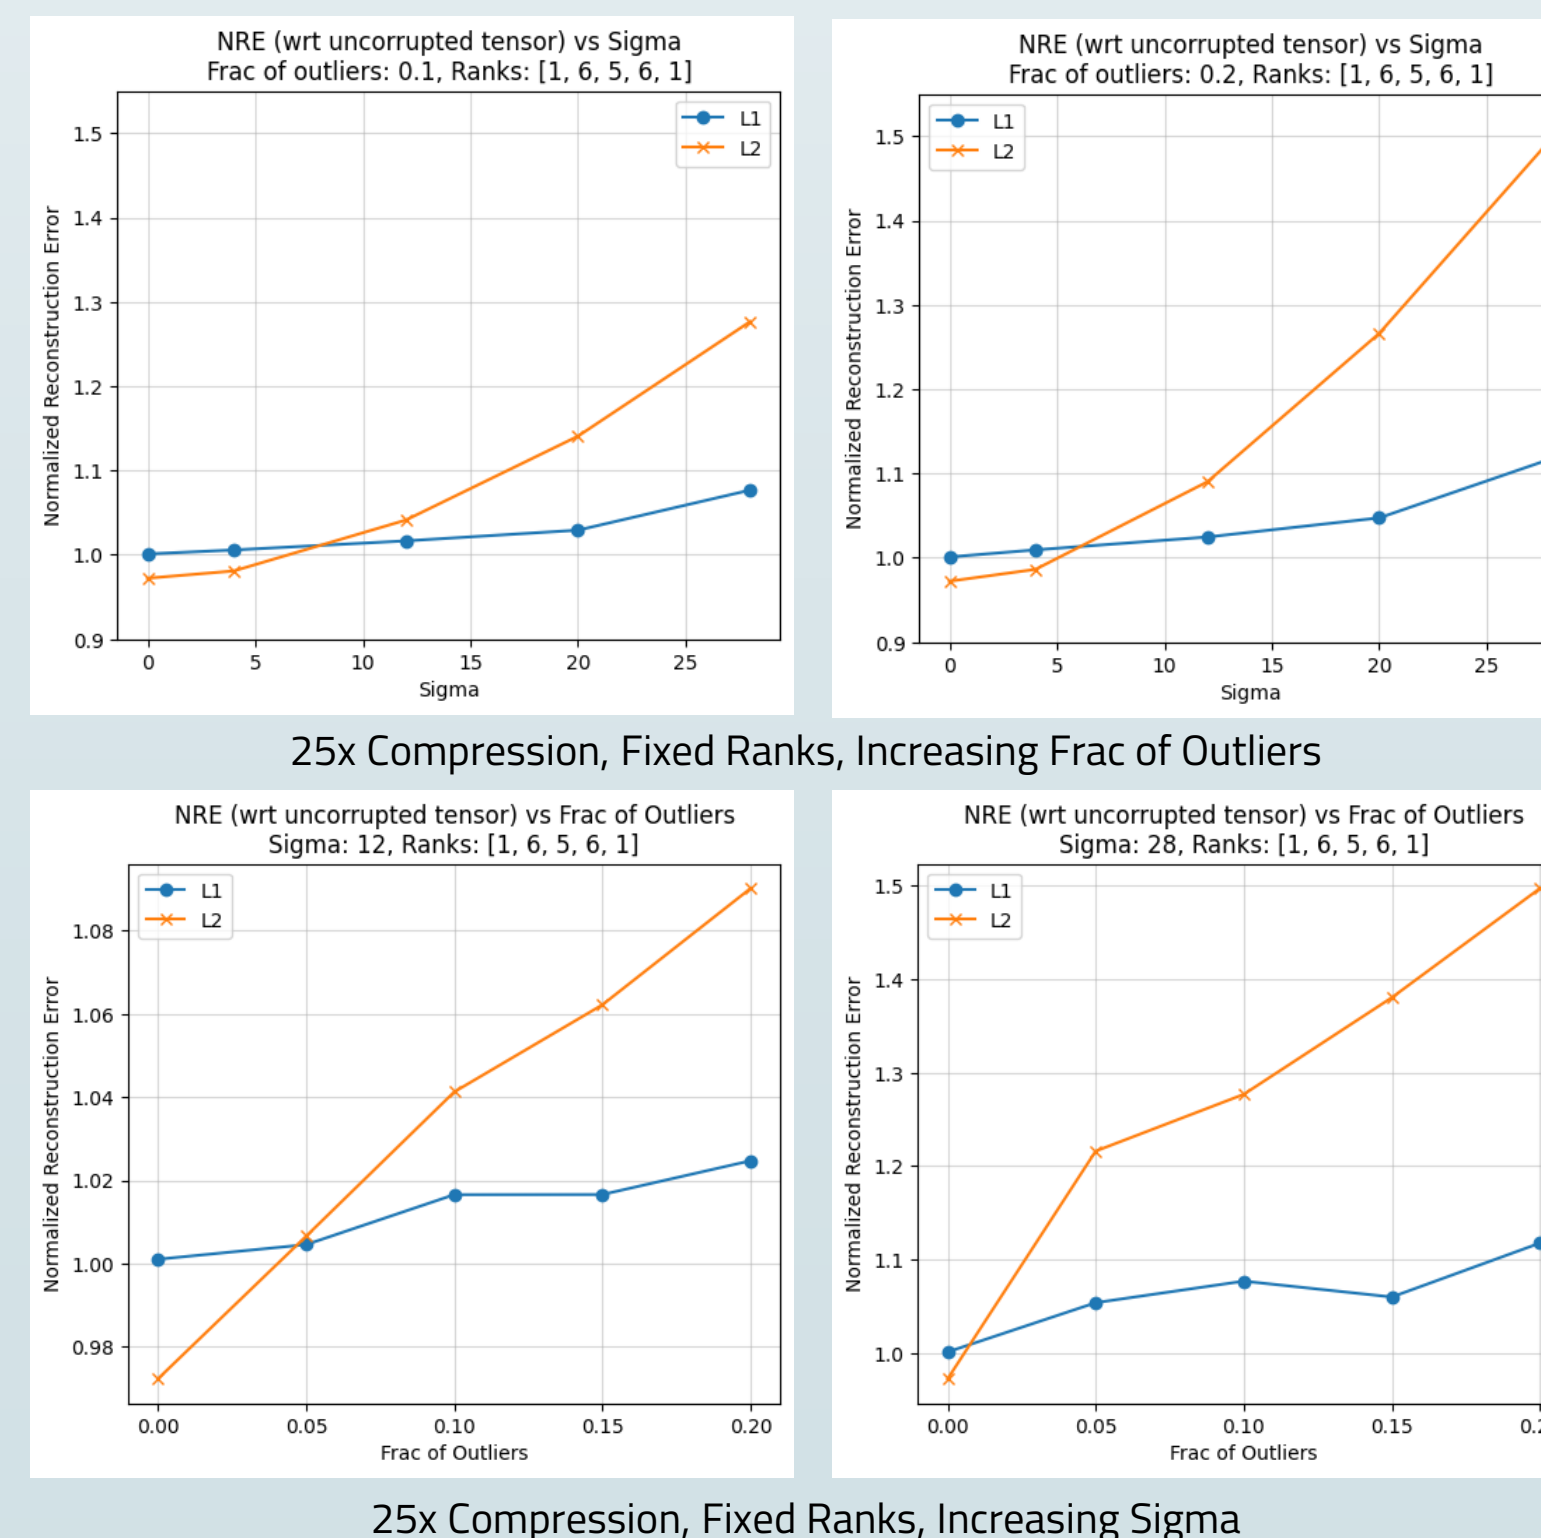 NRE (wrt uncorrupted tensor) vs Sigma
Frac of outliers: 0.1, Ranks: [1, 6, 5, 6, 1]
L1
L2
Normalized Reconstruction Error
1.5
1.4
1.3
1.2
1.1
1.0
0.9
0 5 10 15 20 25
Sigma
NRE (wrt uncorrupted tensor) vs Sigma
Frac of outliers: 0.2, Ranks: [1, 6, 5, 6, 1]
L1
L2
Normalized Reconstruction Error
1.5
1.4
1.3
1.2
1.1
1.0
0.9
0 5 10 15 20 25
Sigma
25x Compression, Fixed Ranks, Increasing Frac of Outliers
NRE (wrt uncorrupted tensor) vs Frac of Outliers
Sigma: 12, Ranks: [1, 6, 5, 6, 1]
L1
L2
Normalized Reconstruction Error
1.08
1.06
1.04
1.02
1.00
0.98
0.00 0.05 0.10 0.15 0.20
Frac of Outliers
NRE (wrt uncorrupted tensor) vs Frac of Outliers
Sigma: 28, Ranks: [1, 6, 5, 6, 1]
L1
L2
Normalized Reconstruction Error
1.5
1.4
1.3
1.2
1.1
1.0
0.00 0.05 0.10 0.15
Frac of Outliers
25x Compression, Fixed Ranks, Increasing Sigma